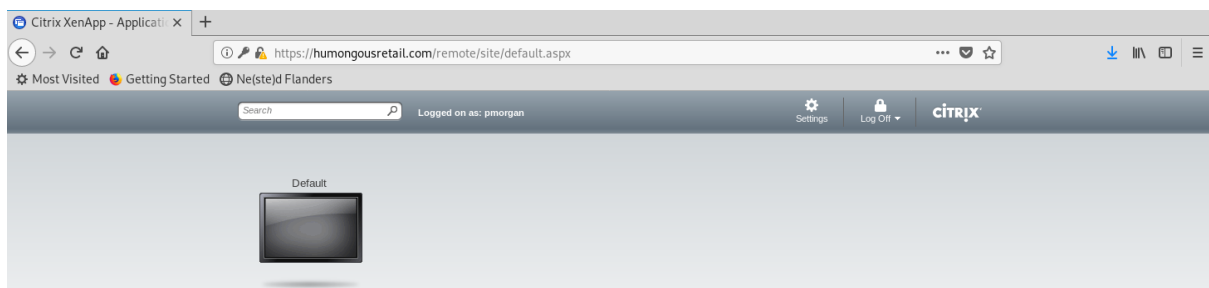 Citrix XenApp - Applicati
https://humongousretail.com/remote/site/default.aspx
Most Visited Getting Started Ne(ste)d Flanders
Search Logged on as: pmorgan Settings Log Off CITRIX
Default